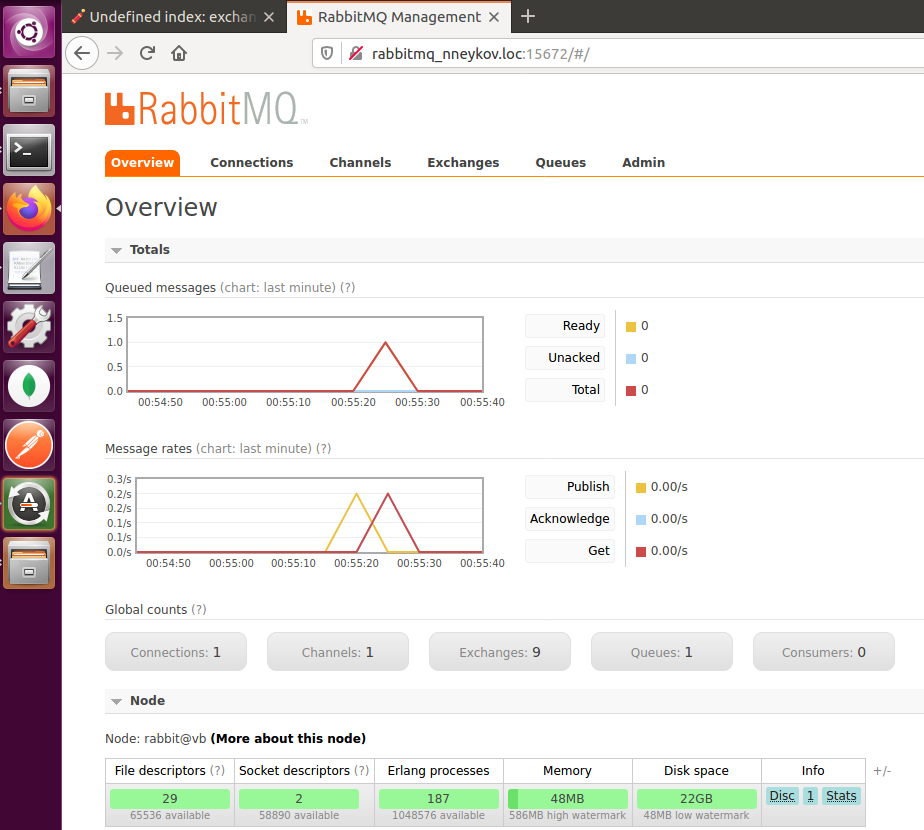 Undefined index: exchan
RabbitMQ Management
rabbitmq_nneykov.loc:15672/#/
RabbitMQ™
Overview Connections Channels Exchanges Queues Admin
Overview
Totals
Queued messages (chart: last minute) (?)
1.5
1.0
0.5
0.0
00:54:50 00:55:00 00:55:10 00:55:20 00:55:30 00:55:40
Ready 0
Unacked 0
Total 0
Message rates (chart: last minute) (?)
0.3/s
0.2/s
0.2/s
0.1/s
0.1/s
0.0/s
00:54:50 00:55:00 00:55:10 00:55:20 00:55:30 00:55:40
Publish 0.00/s
Acknowledge 0.00/s
Get 0.00/s
Global counts (?)
Connections: 1 Channels: 1 Exchanges: 9 Queues: 1 Consumers: 0
Node
Node: rabbit@vb (More about this node)
File descriptors (?) Socket descriptors (?) Erlang processes Memory Disk space Info +/-
29 2 187 48MB 22GB Disc 1 Stats
65536 available 58890 available 1048576 available 586MB high watermark 48MB low watermark